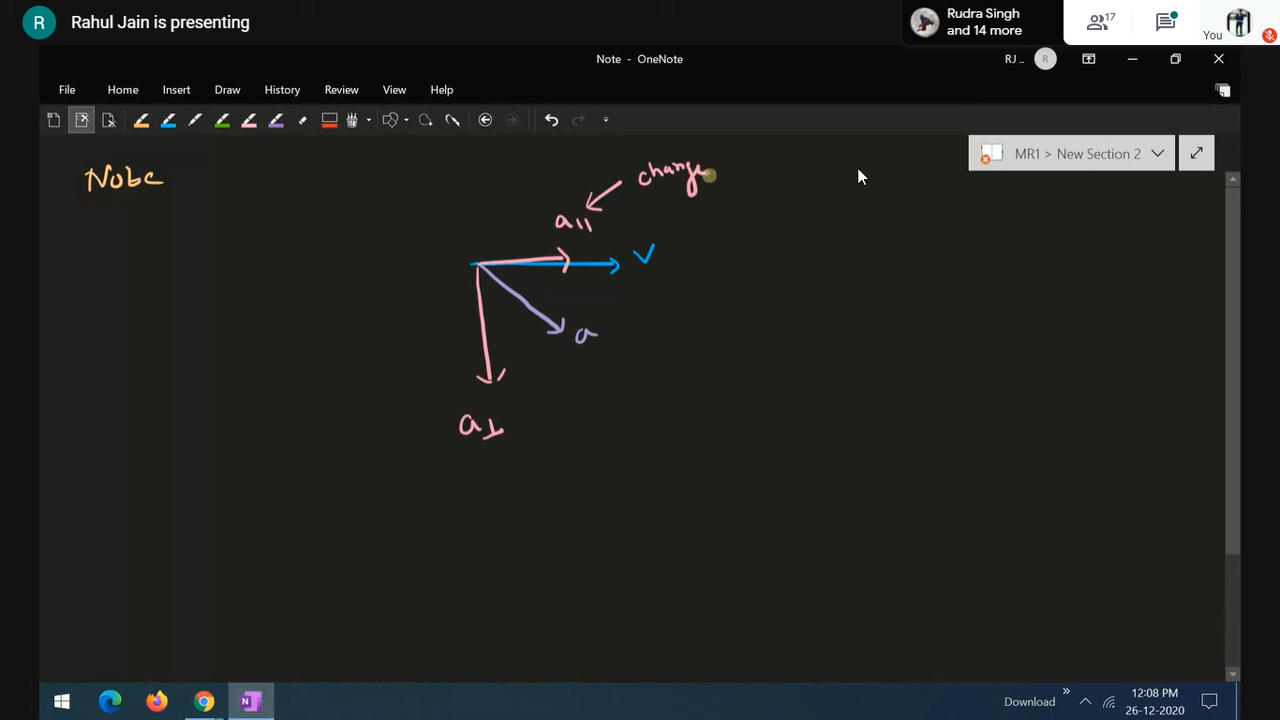 R Rahul Jain is presenting
Rudra Singh
and 14 more
17
You
Note - OneNote
RJ ..
R
File Home Insert Draw History Review View Help
MR1 > New Section 2
Note
change
a||
v
a
a⊥
N
Download
»
12:08 PM
26-12-2020